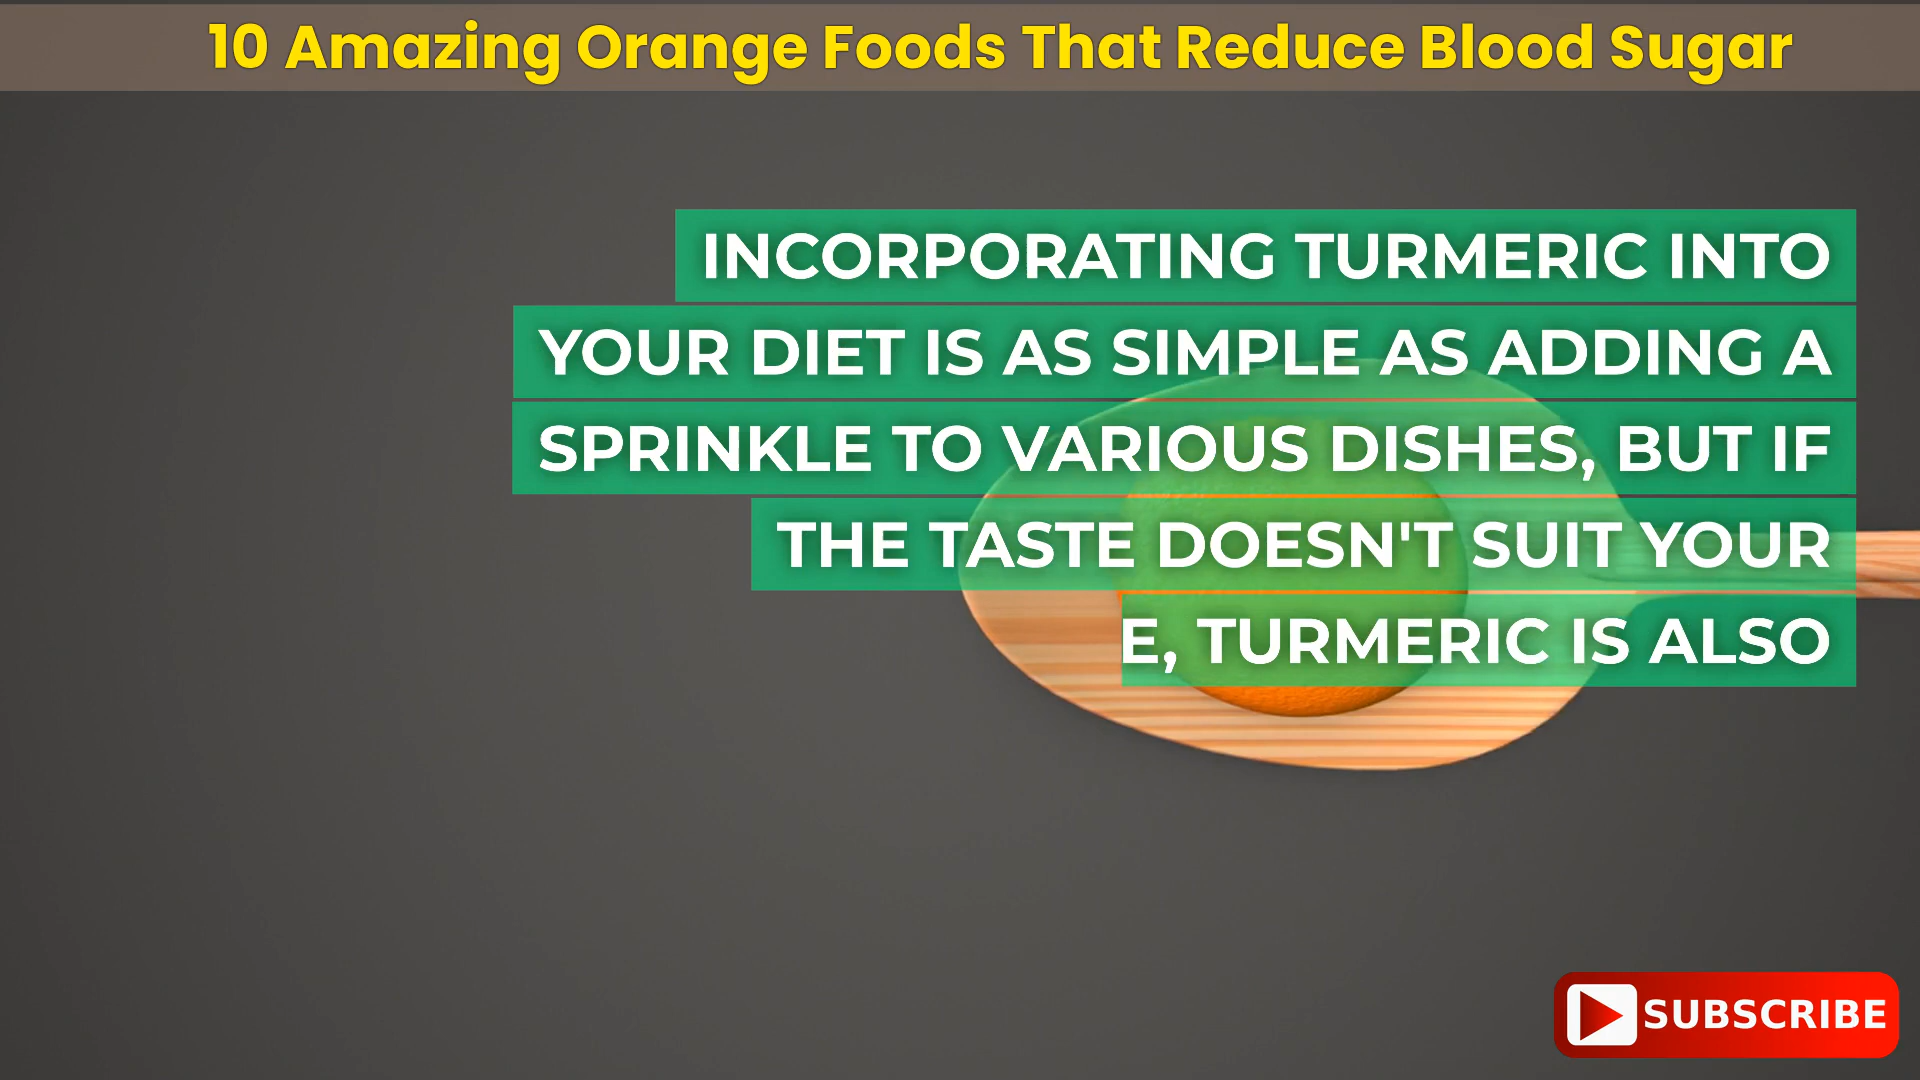 10 Amazing Orange Foods That Reduce Blood Sugar
INCORPORATING TURMERIC INTO
YOUR DIET IS AS SIMPLE AS ADDING A
SPRINKLE TO VARIOUS DISHES, BUT IF
THE TASTE DOESN'T SUIT YOUR
E, TURMERIC IS ALSO
SUBSCRIBE